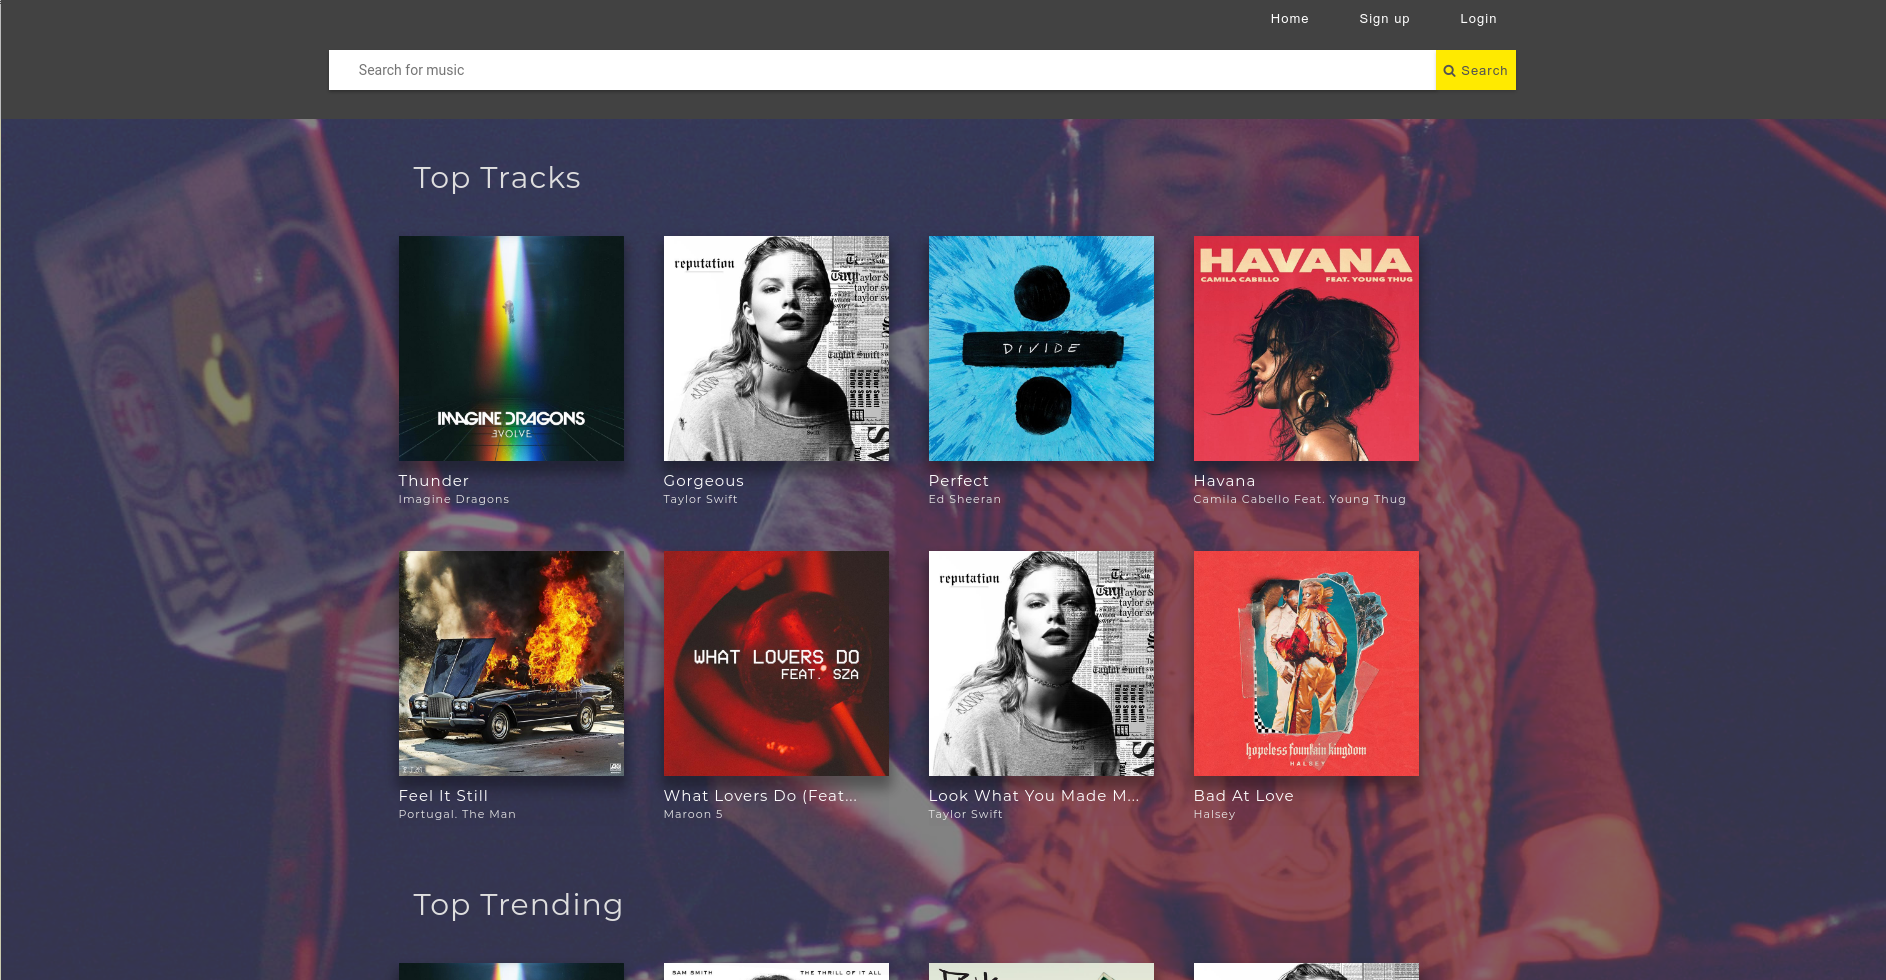 Home Sign up Login
Search for music
Search
Top Tracks
IMAGINE DRAGONS
EVOLVE
reputation
Taylor Swift
DIVIDE
HAVANA
CAMILA CABELLO FEAT. YOUNG THUG
Thunder
Imagine Dragons
Gorgeous
Taylor Swift
Perfect
Ed Sheeran
Havana
Camila Cabello Feat. Young Thug
WHAT LOVERS DO
FEAT. SZA
reputation
Taylor Swift
hopeless fountain kingdom
HALSEY
Feel It Still
Portugal. The Man
What Lovers Do (Feat...
Maroon 5
Look What You Made M...
Taylor Swift
Bad At Love
Halsey
Top Trending
SAM SMITH THE THRILL OF IT ALL